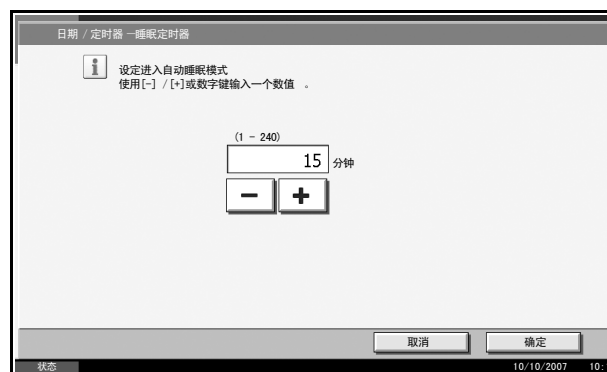 日期 / 定时器 –睡眠定时器
设定进入自动睡眠模式
使用[-] /[+]或数字键输入一个数值 。
(1 - 240)
15 分钟
− +
取消 确定
状态 10/10/2007 10: